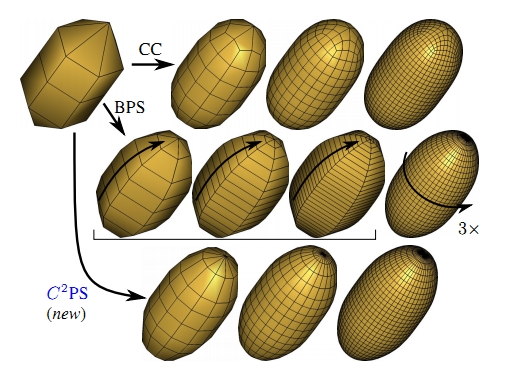 CC
BPS
3×
C²PS
(new)